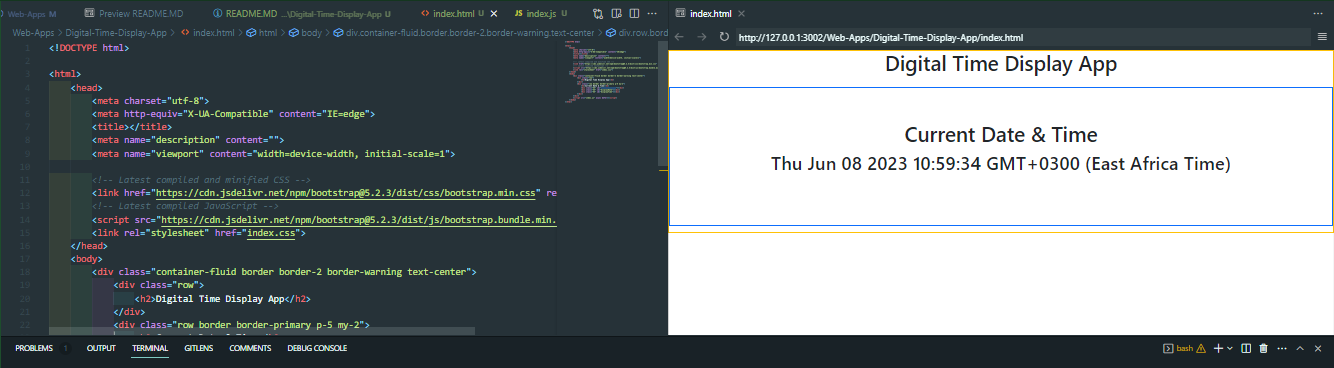 Web-Apps M Preview README.MD README.MD ...\Digital-Time-Display-App U index.html U index.js U
Web-Apps > Digital-Time-Display-App > index.html > html > body > div.container-fluid.border.border-2.border-warning.text-center > div.row.bord
1 <!DOCTYPE html>
2
3 <html>
4 <head>
5 <meta charset="utf-8">
6 <meta http-equiv="X-UA-Compatible" content="IE=edge">
7 <title></title>
8 <meta name="description" content="">
9 <meta name="viewport" content="width=device-width, initial-scale=1">
10
11 <!-- Latest compiled and minified CSS -->
12 <link href="https://cdn.jsdelivr.net/npm/bootstrap@5.2.3/dist/css/bootstrap.min.css" re
13 <!-- Latest compiled JavaScript -->
14 <script src="https://cdn.jsdelivr.net/npm/bootstrap@5.2.3/dist/js/bootstrap.bundle.min.
15 <link rel="stylesheet" href="index.css">
16 </head>
17 <body>
18 <div class="container-fluid border border-2 border-warning text-center">
19 <div class="row">
20 <h2>Digital Time Display App</h2>
21 </div>
22 <div class="row border border-primary p-5 my-2">
index.html
http://127.0.0.1:3002/Web-Apps/Digital-Time-Display-App/index.html
Digital Time Display App
Current Date & Time
Thu Jun 08 2023 10:59:34 GMT+0300 (East Africa Time)
PROBLEMS 1 OUTPUT TERMINAL GITLENS COMMENTS DEBUG CONSOLE
bash